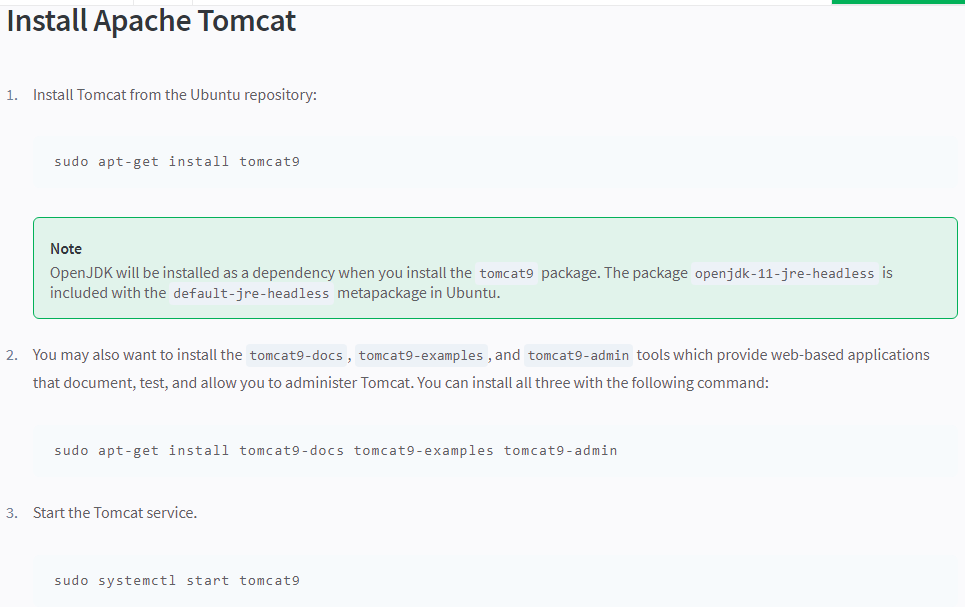 Install Apache Tomcat
1. Install Tomcat from the Ubuntu repository:
sudo apt-get install tomcat9
Note
OpenJDK will be installed as a dependency when you install the tomcat9 package. The package openjdk-11-jre-headless is
included with the default-jre-headless metapackage in Ubuntu.
2. You may also want to install the tomcat9-docs, tomcat9-examples, and tomcat9-admin tools which provide web-based applications
that document, test, and allow you to administer Tomcat. You can install all three with the following command:
sudo apt-get install tomcat9-docs tomcat9-examples tomcat9-admin
3. Start the Tomcat service.
sudo systemctl start tomcat9